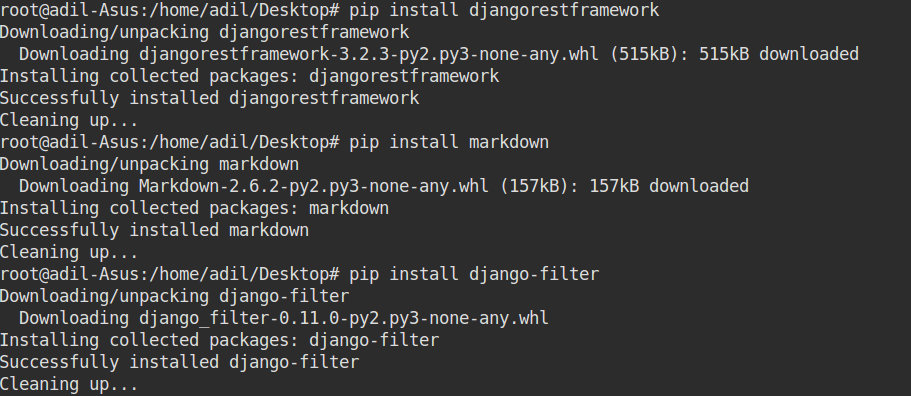 root@adil-Asus:/home/adil/Desktop# pip install djangorestframework
Downloading/unpacking djangorestframework
  Downloading djangorestframework-3.2.3-py2.py3-none-any.whl (515kB): 515kB downloaded
Installing collected packages: djangorestframework
Successfully installed djangorestframework
Cleaning up...
root@adil-Asus:/home/adil/Desktop# pip install markdown
Downloading/unpacking markdown
  Downloading Markdown-2.6.2-py2.py3-none-any.whl (157kB): 157kB downloaded
Installing collected packages: markdown
Successfully installed markdown
Cleaning up...
root@adil-Asus:/home/adil/Desktop# pip install django-filter
Downloading/unpacking django-filter
  Downloading django_filter-0.11.0-py2.py3-none-any.whl
Installing collected packages: django-filter
Successfully installed django-filter
Cleaning up...